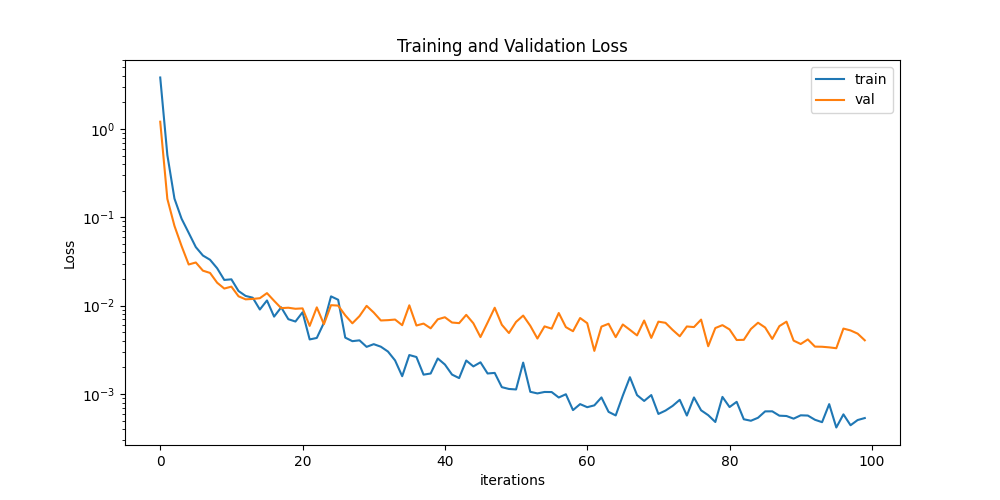 Training and Validation Loss
train
val
10⁰
10⁻¹
10⁻²
10⁻³
Loss
0 20 40 60 80 100
iterations